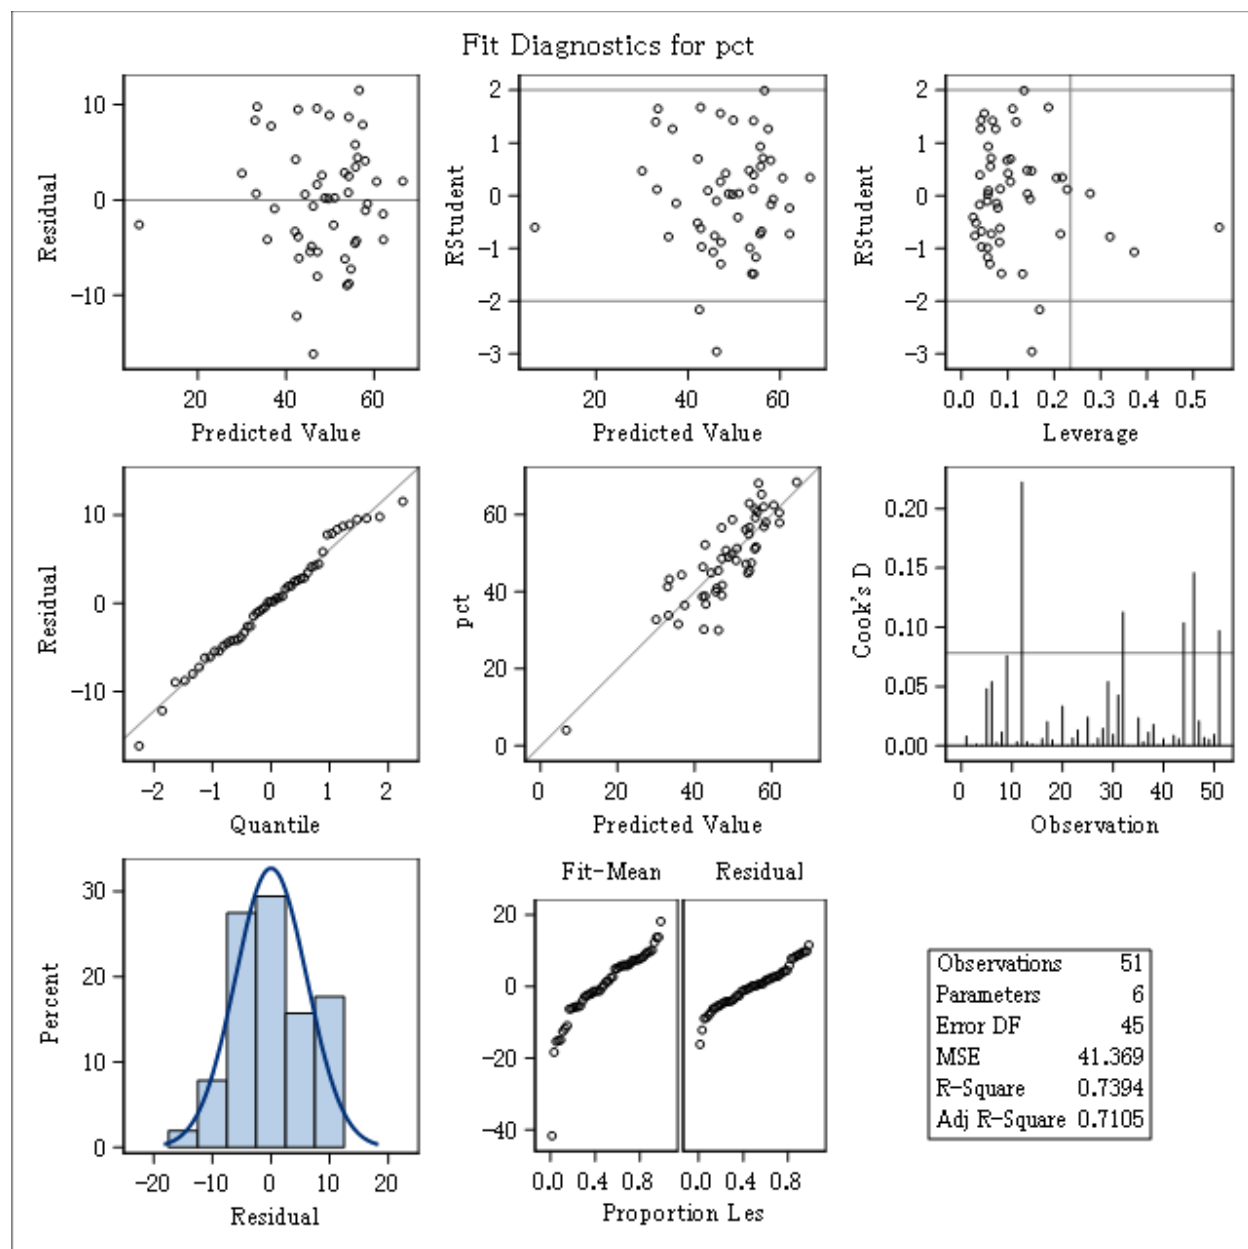 Fit Diagnostics for pct
Residual
10
0
-10
20 40 60
Predicted Value
RStudent
2
1
0
-1
-2
-3
20 40 60
Predicted Value
RStudent
2
1
0
-1
-2
-3
0.0 0.1 0.2 0.3 0.4 0.5
Leverage
Residual
10
0
-10
-2 -1 0 1 2
Quantile
pct
60
40
20
0
0 20 40 60
Predicted Value
Cook's D
0.20
0.15
0.10
0.05
0.00
0 10 20 30 40 50
Observation
Percent
30
20
10
0
-20 -10 0 10 20
Residual
Fit-Mean Residual
20
0
-20
-40
0.0 0.4 0.8 0.0 0.4 0.8
Proportion Les
Observations 51
Parameters 6
Error DF 45
MSE 41.369
R-Square 0.7394
Adj R-Square 0.7105